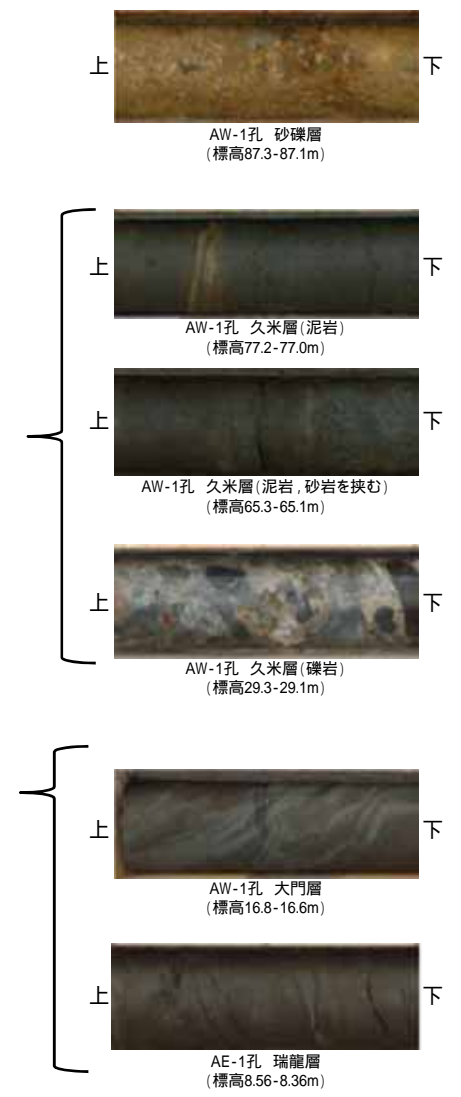 上 下
AW-1孔 砂礫層
(標高87.3-87.1m)
上 下
AW-1孔 久米層(泥岩)
(標高77.2-77.0m)
上 下
AW-1孔 久米層(泥岩,砂岩を挟む)
(標高65.3-65.1m)
上 下
AW-1孔 久米層(礫岩)
(標高29.3-29.1m)
上 下
AW-1孔 大門層
(標高16.8-16.6m)
上 下
AE-1孔 瑞龍層
(標高8.56-8.36m)